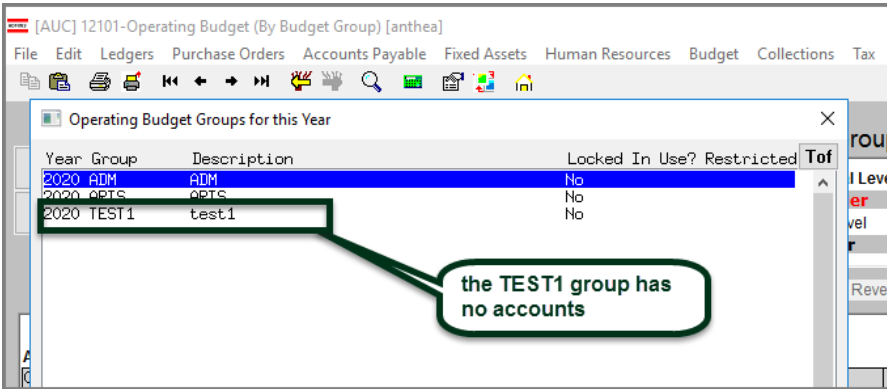 [AUC] 12101-Operating Budget (By Budget Group) [anthea]
File Edit Ledgers Purchase Orders Accounts Payable Fixed Assets Human Resources Budget Collections Tax
Operating Budget Groups for this Year
Year Group Description Locked In Use? Restricted Tof
2020 ADM ADM No
2020 ARTS ARTS No
2020 TEST1 test1 No
the TEST1 group has
no accounts